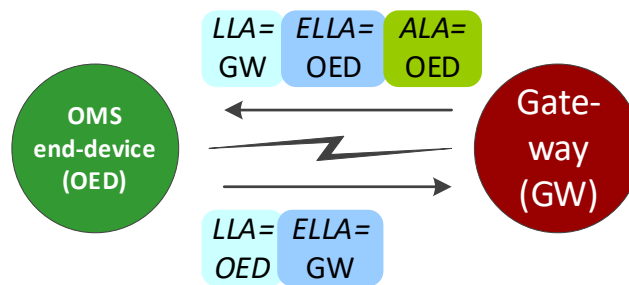 LLA= ELLA= ALA=
GW OED OED
OMS
end-device
(OED)
Gate-
way
(GW)
LLA= ELLA=
OED GW